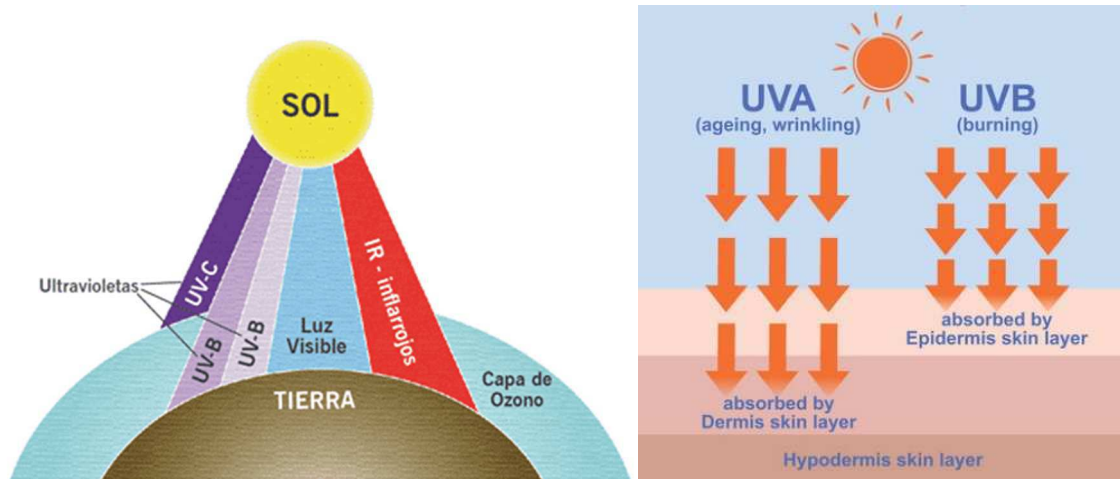 SOL
Ultravioletas
UV-C
UV-B
UV-B
Luz
Visible
IR - inflarrojos
Capa de
Ozono
TIERRA
UVA
(ageing, wrinkling)
UVB
(burning)
absorbed by
Epidermis skin layer
absorbed by
Dermis skin layer
Hypodermis skin layer